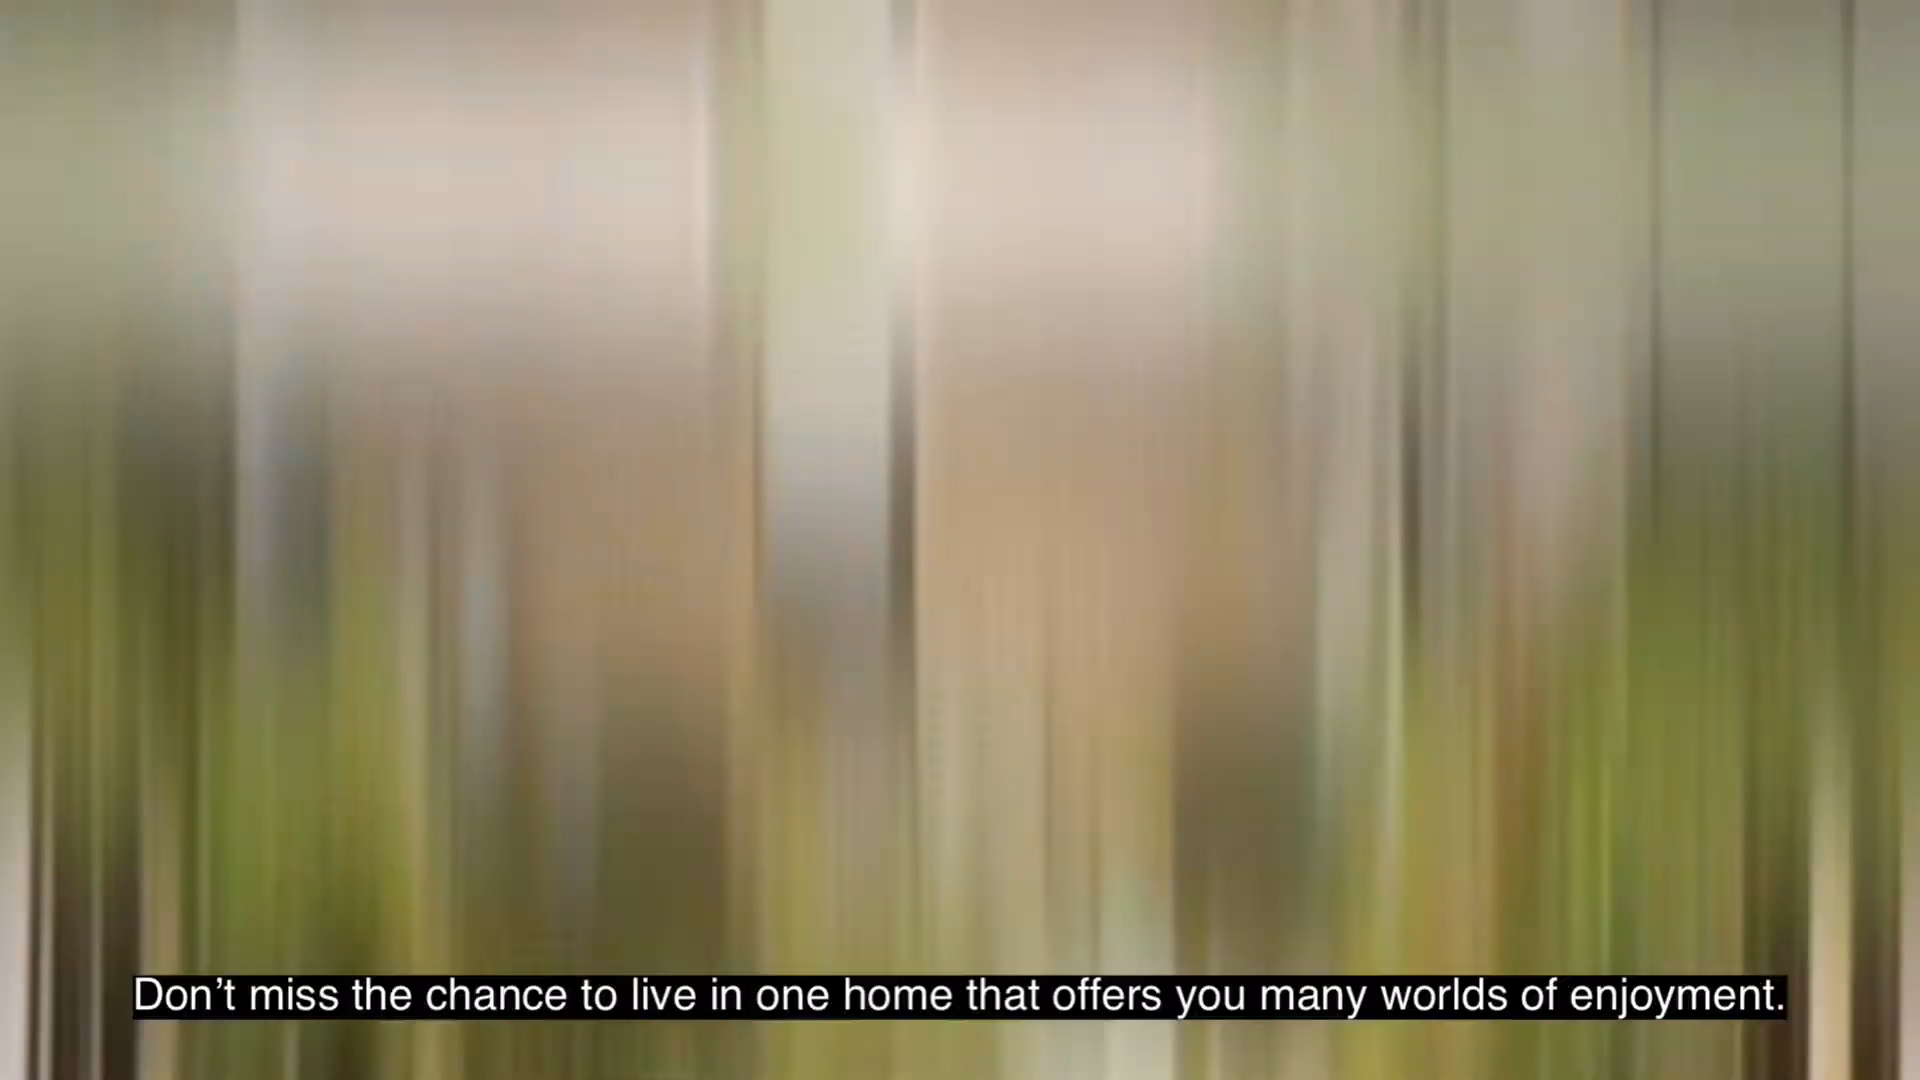 Don’t miss the chance to live in one home that offers you many worlds of enjoyment.